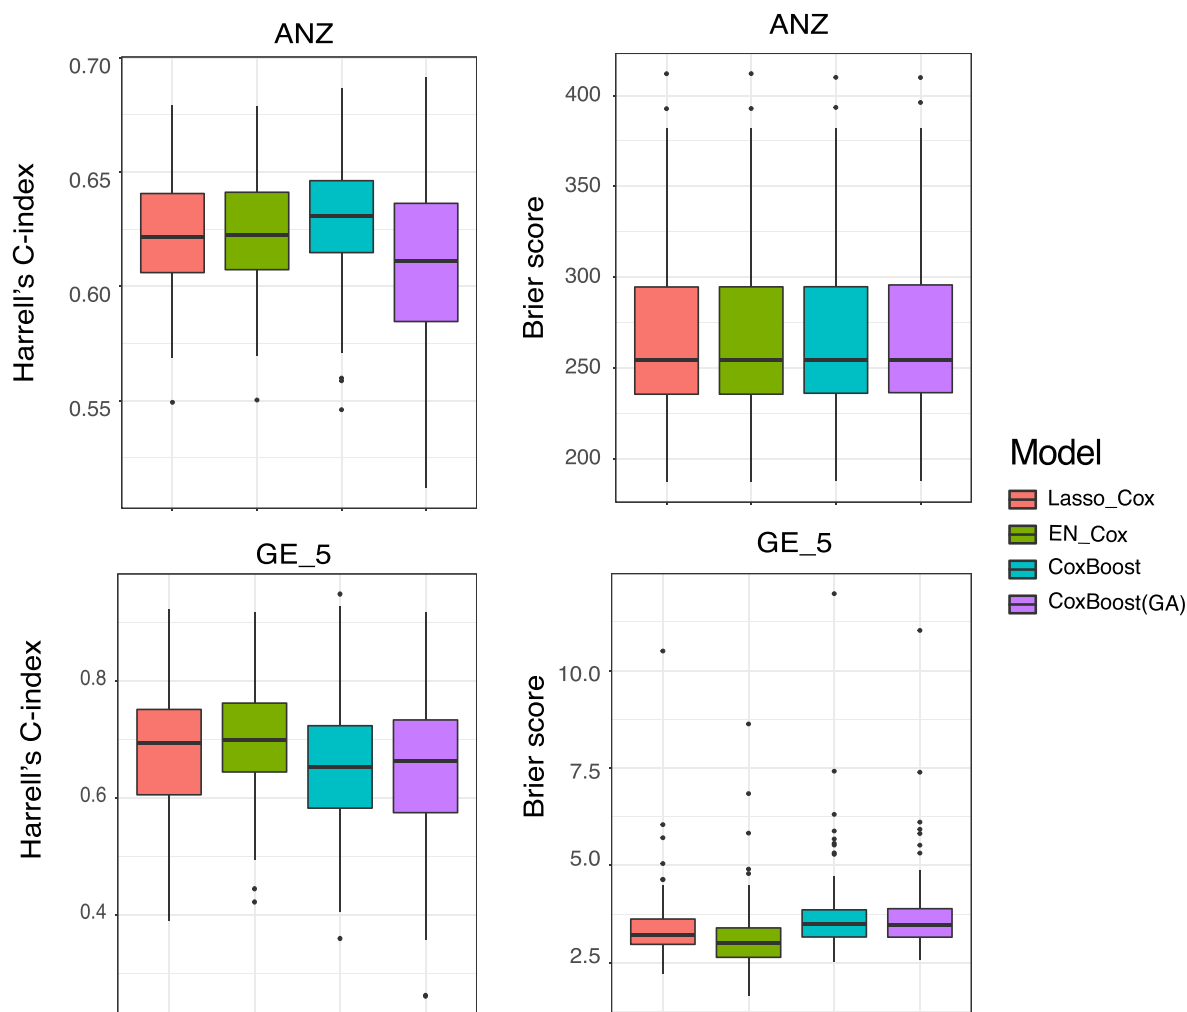 ANZ
Harrell's C-index
0.70
0.65
0.60
0.55
ANZ
Brier score
400
350
300
250
200
GE_5
Harrell's C-index
0.8
0.6
0.4
GE_5
Brier score
10.0
7.5
5.0
2.5
Model
Lasso_Cox
EN_Cox
CoxBoost
CoxBoost(GA)